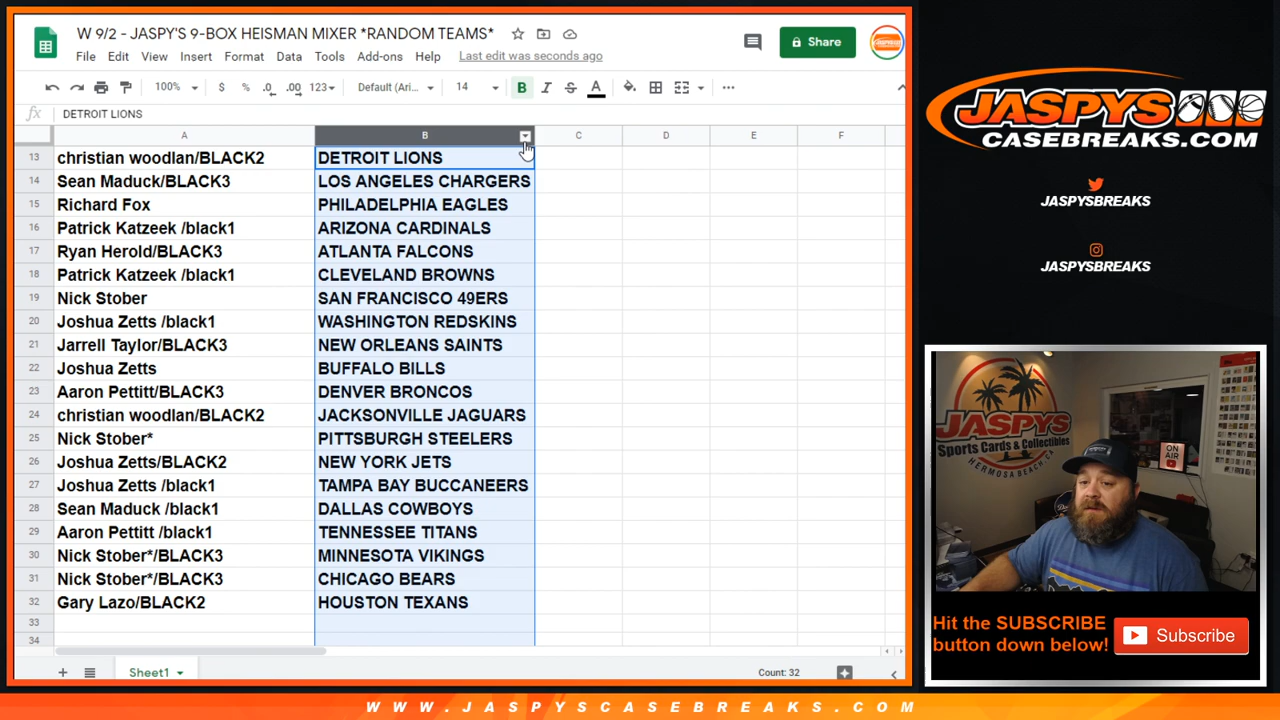 W 9/2 - JASPY'S 9-BOX HEISMAN MIXER *RANDOM TEAMS*
File Edit View Insert Format Data Tools Add-ons Help Last edit was seconds ago
Share
100% $ % .0 .00 123 Default (Ari... 14 B I S A
fx DETROIT LIONS
A B C D E F
13 christian woodlan/BLACK2 DETROIT LIONS
14 Sean Maduck/BLACK3 LOS ANGELES CHARGERS
15 Richard Fox PHILADELPHIA EAGLES
16 Patrick Katzeek /black1 ARIZONA CARDINALS
17 Ryan Herold/BLACK3 ATLANTA FALCONS
18 Patrick Katzeek /black1 CLEVELAND BROWNS
19 Nick Stober SAN FRANCISCO 49ERS
20 Joshua Zetts /black1 WASHINGTON REDSKINS
21 Jarrell Taylor/BLACK3 NEW ORLEANS SAINTS
22 Joshua Zetts BUFFALO BILLS
23 Aaron Pettitt/BLACK3 DENVER BRONCOS
24 christian woodlan/BLACK2 JACKSONVILLE JAGUARS
25 Nick Stober* PITTSBURGH STEELERS
26 Joshua Zetts/BLACK2 NEW YORK JETS
27 Joshua Zetts /black1 TAMPA BAY BUCCANEERS
28 Sean Maduck /black1 DALLAS COWBOYS
29 Aaron Pettitt /black1 TENNESSEE TITANS
30 Nick Stober*/BLACK3 MINNESOTA VIKINGS
31 Nick Stober*/BLACK3 CHICAGO BEARS
32 Gary Lazo/BLACK2 HOUSTON TEXANS
33
34
Sheet1
Count: 32
JASPYS
CASEBREAKS.COM
JASPYSBREAKS
JASPYSBREAKS
JASPYS
Sports Cards & Collectibles
HERMOSA BEACH, CA
ON AIR
Hit the SUBSCRIBE
button down below!
Subscribe
WWW.JASPYSCASEBREAKS.COM